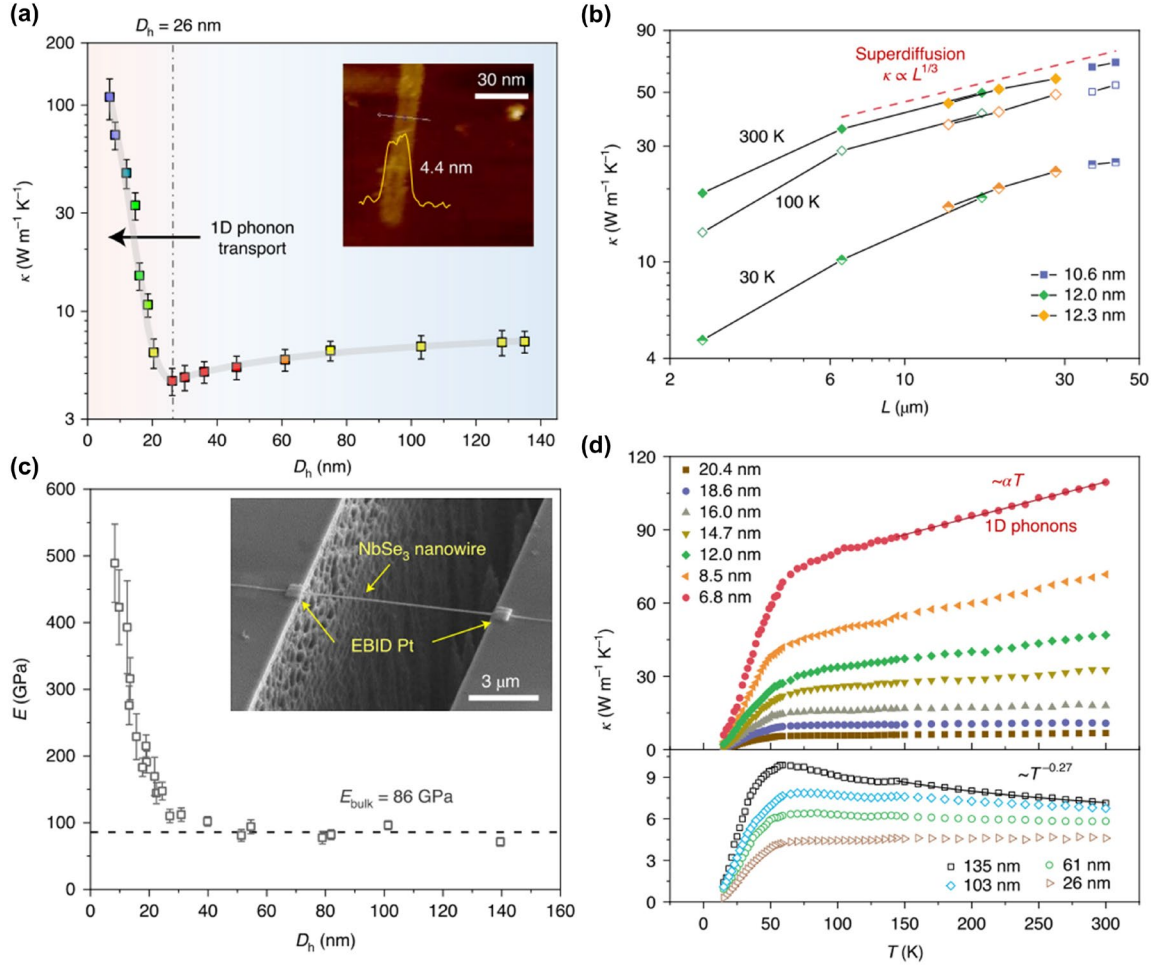 (a)
D_h = 26 nm
200
100
30
10
3
κ (W m⁻¹ K⁻¹)
30 nm
4.4 nm
1D phonon
transport
0 20 40 60 80 100 120 140
D_h (nm)
(b)
90
50
30
10
4
κ (W m⁻¹ K⁻¹)
Superdiffusion
κ ∝ L^{1/3}
300 K
100 K
30 K
10.6 nm
12.0 nm
12.3 nm
2 6 10 30 50
L (μm)
(c)
600
500
400
300
200
100
0
E (GPa)
NbSe₃ nanowire
EBID Pt
3 μm
E_bulk = 86 GPa
0 20 40 60 80 100 120 140 160
D_h (nm)
(d)
120
90
60
30
0
κ (W m⁻¹ K⁻¹)
20.4 nm
18.6 nm
16.0 nm
14.7 nm
12.0 nm
8.5 nm
6.8 nm
~αT
1D phonons
9
6
3
0
~T⁻⁰·²⁷
135 nm 61 nm
103 nm 26 nm
0 50 100 150 200 250 300
T (K)